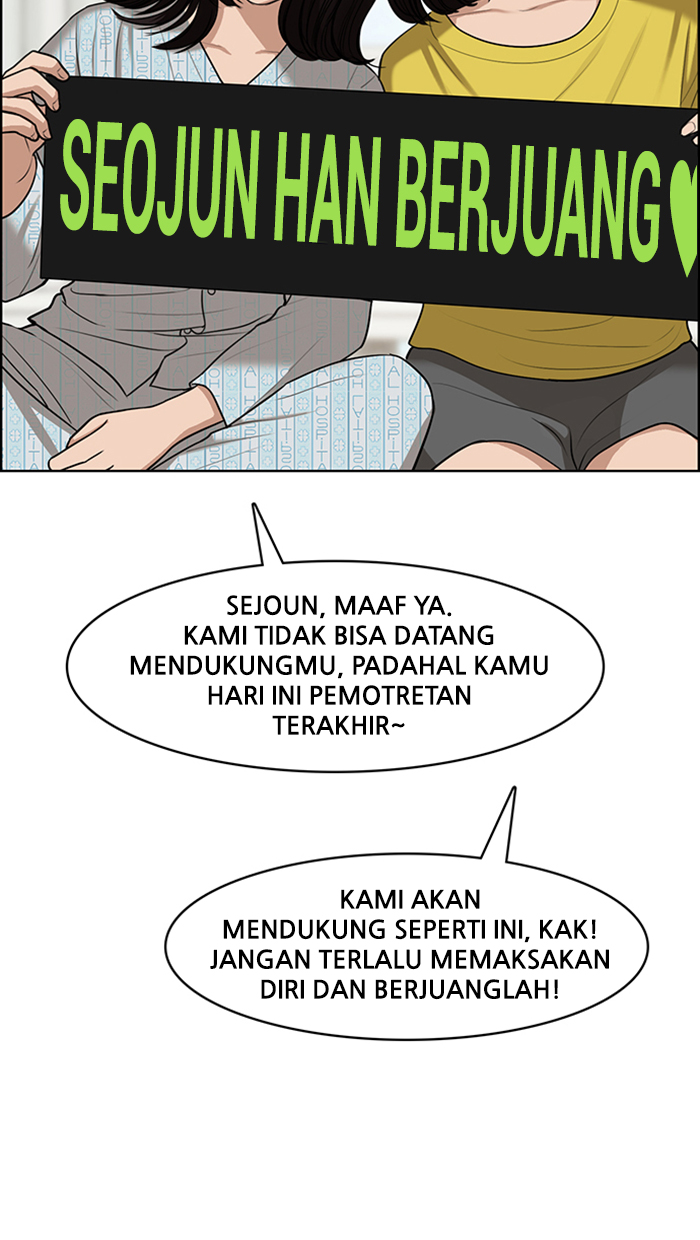 SEOJUN HAN BERJUANG♥
SEJOUN, MAAF YA.
KAMI TIDAK BISA DATANG
MENDUKUNGMU, PADAHAL KAMU
HARI INI PEMOTRETAN
TERAKHIR~
KAMI AKAN
MENDUKUNG SEPERTI INI, KAK!
JANGAN TERLALU MEMAKSAKAN
DIRI DAN BERJUANGLAH!